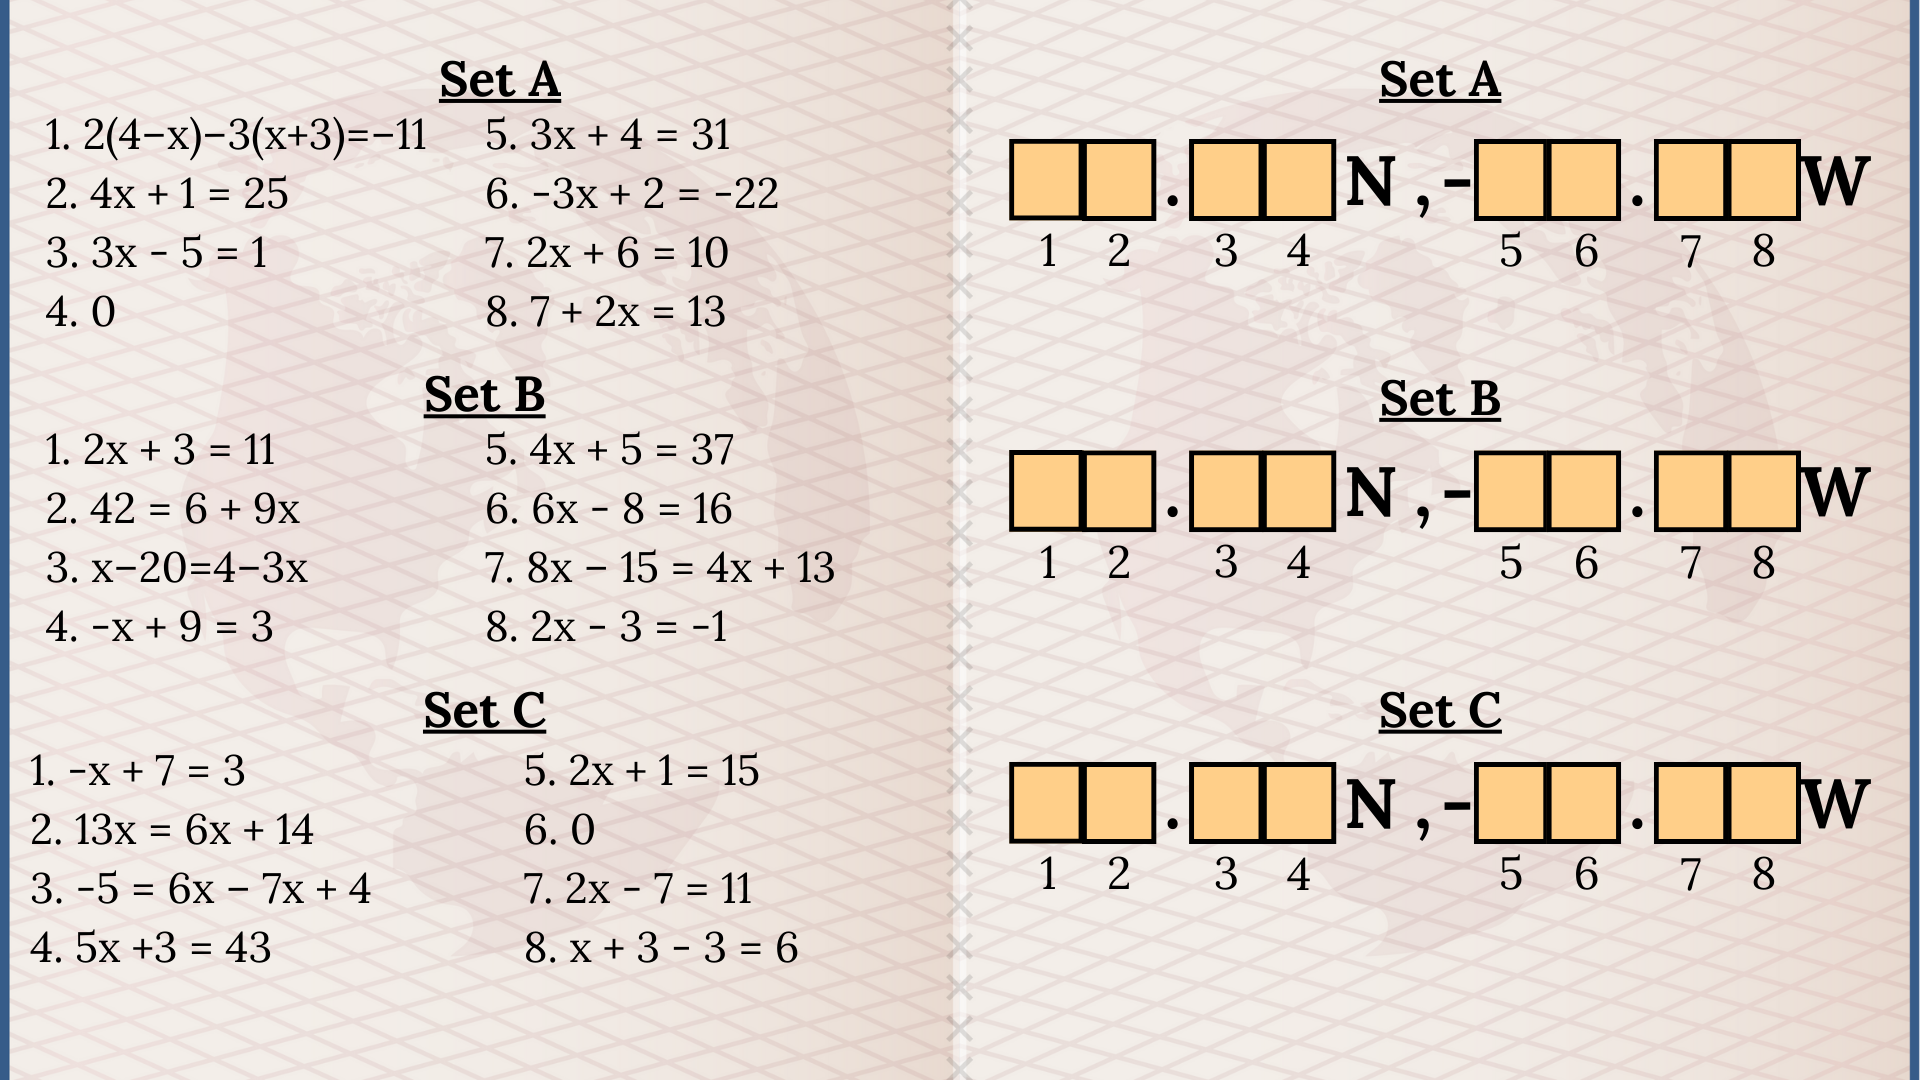 Set A
1. 2(4−x)−3(x+3)=−11
2. 4x + 1 = 25
3. 3x - 5 = 1
4. 0
5. 3x + 4 = 31
6. -3x + 2 = -22
7. 2x + 6 = 10
8. 7 + 2x = 13
Set B
1. 2x + 3 = 11
2. 42 = 6 + 9x
3. x−20=4−3x
4. -x + 9 = 3
5. 4x + 5 = 37
6. 6x - 8 = 16
7. 8x − 15 = 4x + 13
8. 2x - 3 = -1
Set C
1. -x + 7 = 3
2. 13x = 6x + 14
3. -5 = 6x − 7x + 4
4. 5x +3 = 43
5. 2x + 1 = 15
6. 0
7. 2x - 7 = 11
8. x + 3 - 3 = 6
Set A
. N , - . W
1 2 3 4 5 6 7 8
Set B
. N , - . W
1 2 3 4 5 6 7 8
Set C
. N , - . W
1 2 3 4 5 6 7 8